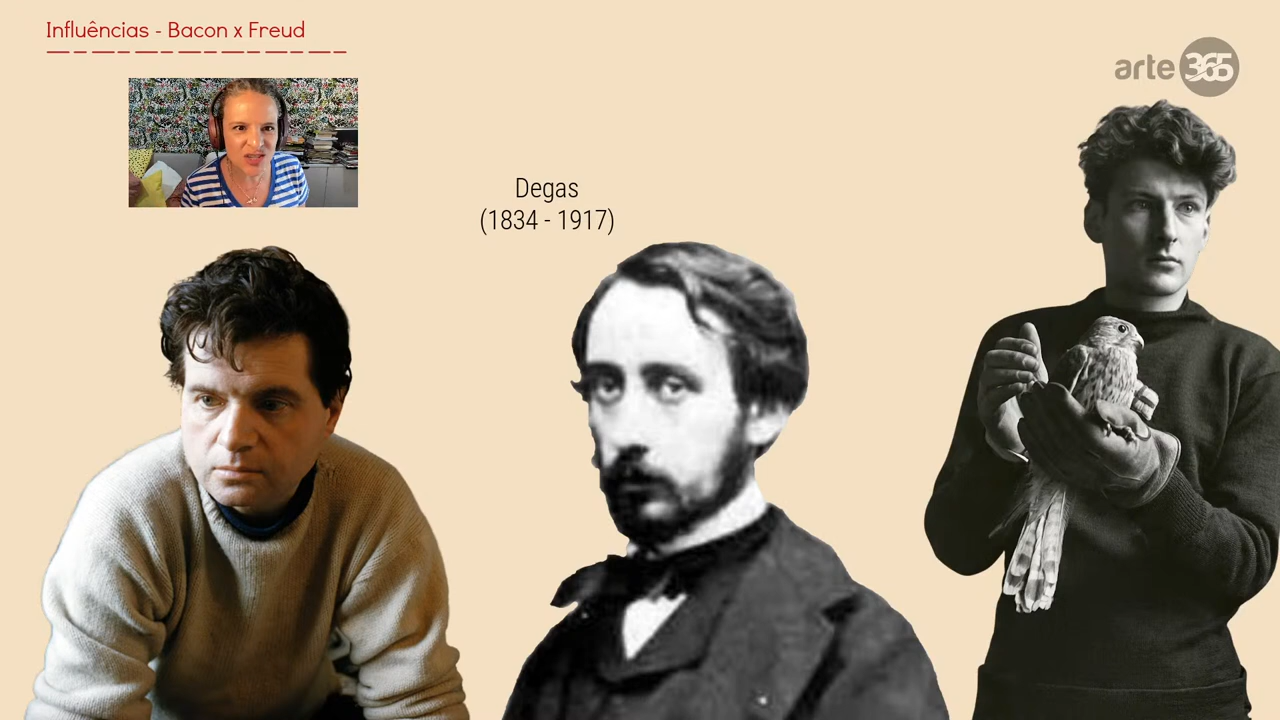 Influências - Bacon x Freud
arte 365
Degas
(1834 - 1917)